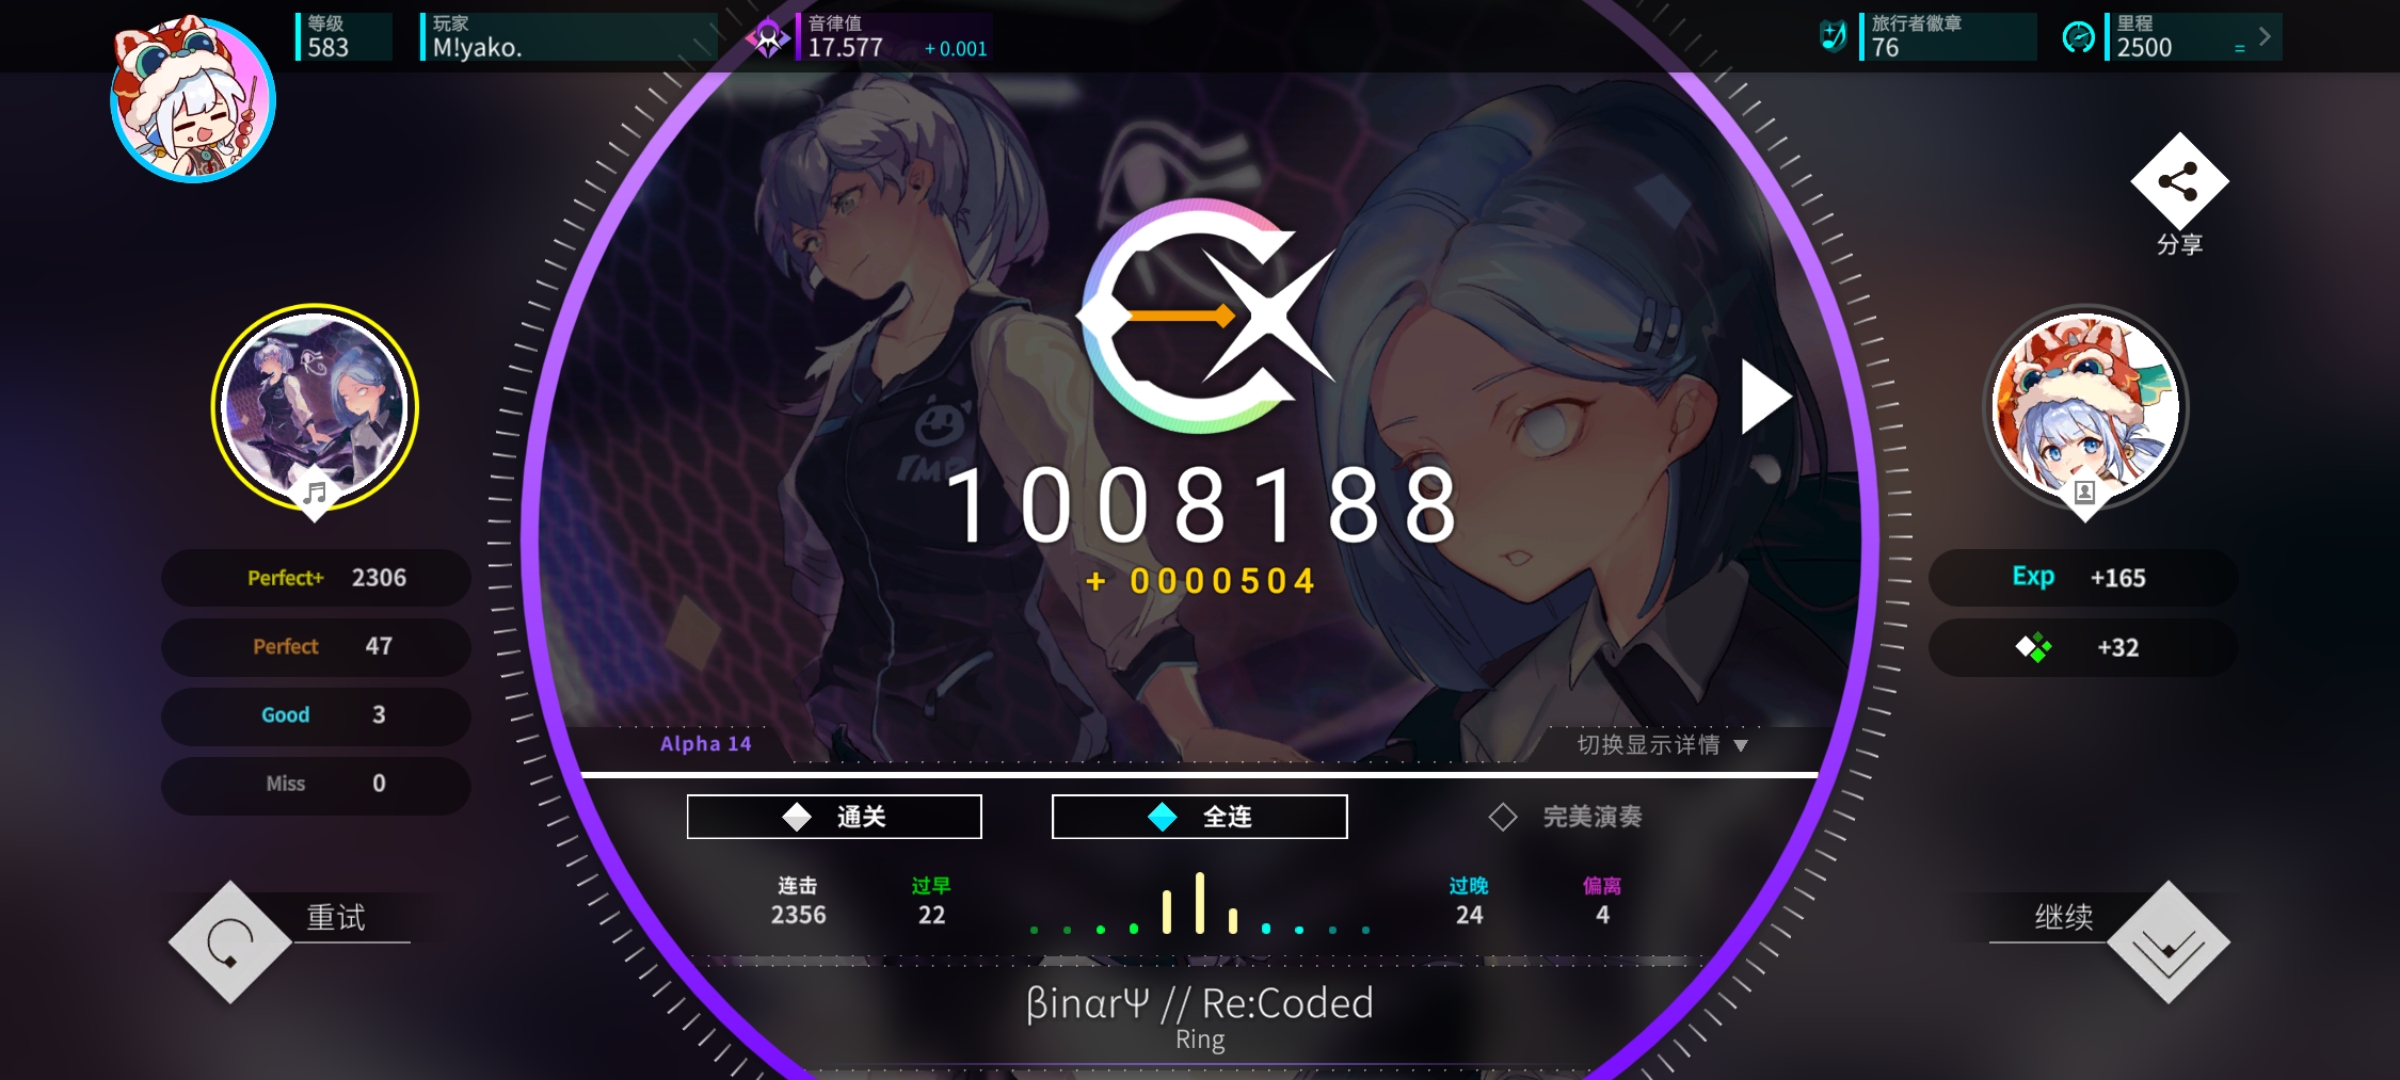 等级
583
玩家
M!yako.
音律值
17.577
+ 0.001
旅行者徽章
76
里程
2500
=
分享
1008188
+ 0000504
Perfect+ 2306
Perfect 47
Good 3
Miss 0
Exp +165
+32
Alpha 14
切换显示详情 ▼
通关
全连
完美演奏
连击
2356
过早
22
过晚
24
偏离
4
重试
继续
βinαrΨ // Re:Coded
Ring